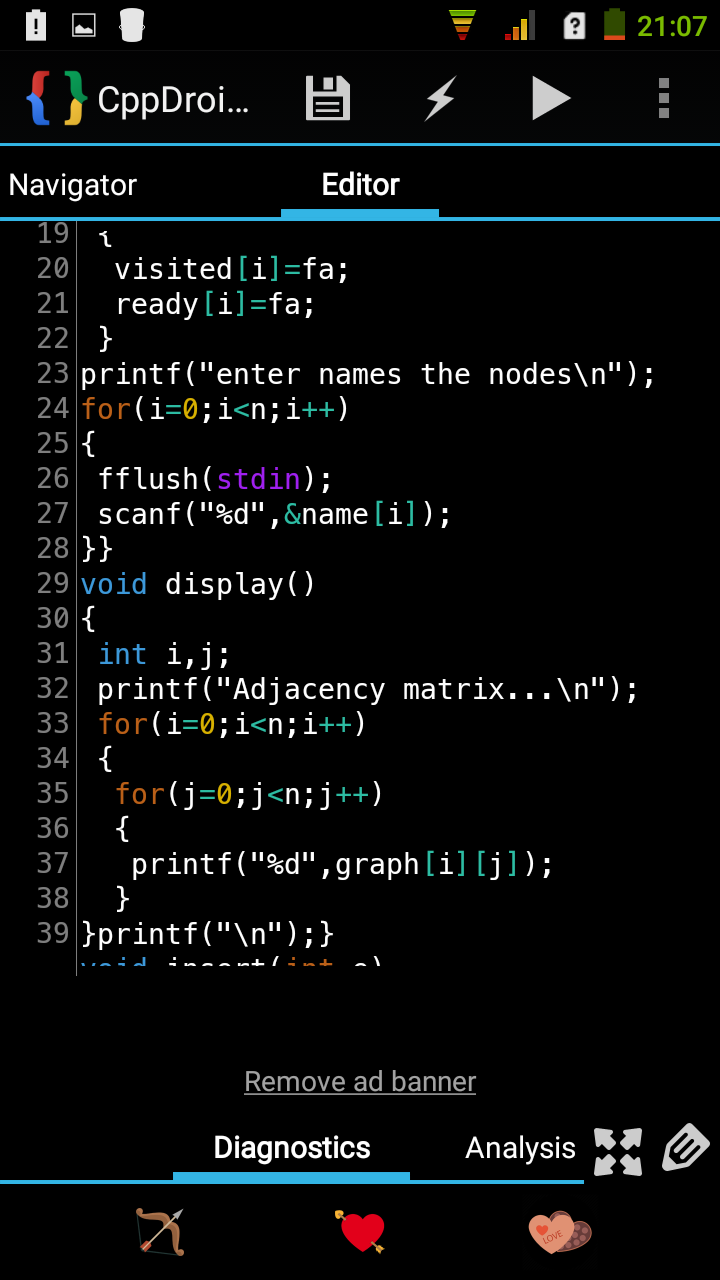 21:07
CppDroi...
Navigator Editor
19 {
20 visited[i]=fa;
21 ready[i]=fa;
22 }
23 printf("enter names the nodes\n");
24 for(i=0;i<n;i++)
25 {
26 fflush(stdin);
27 scanf("%d",&name[i]);
28 }}
29 void display()
30 {
31 int i,j;
32 printf("Adjacency matrix...\n");
33 for(i=0;i<n;i++)
34 {
35 for(j=0;j<n;j++)
36 {
37 printf("%d",graph[i][j]);
38 }
39 }printf("\n");}
void insert(int
Remove ad banner
Diagnostics Analysis
LOVE